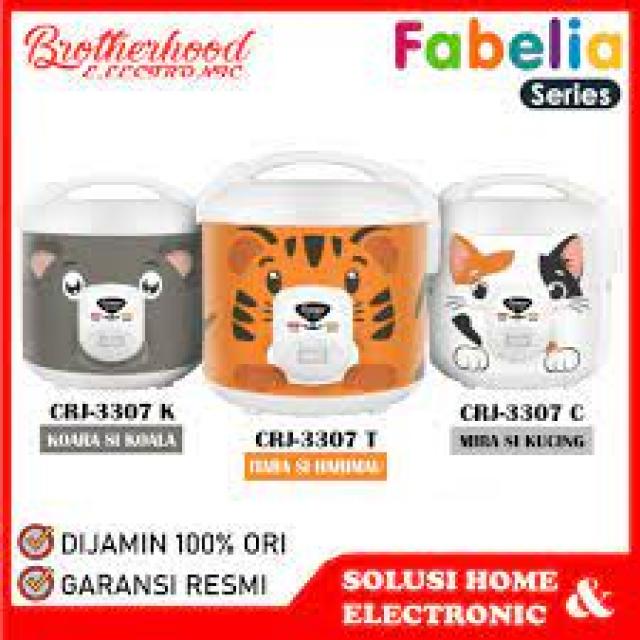 Brotherhood
ELECTRONIC
Fabelia
Series
CRJ-3307 K
KOARA SI KOALA
CRJ-3307 T
SI HARIMAU
CRJ-3307 C
MIRA SI KUCING
DIJAMIN 100% ORI
GARANSI RESMI
SOLUSI HOME &
ELECTRONIC